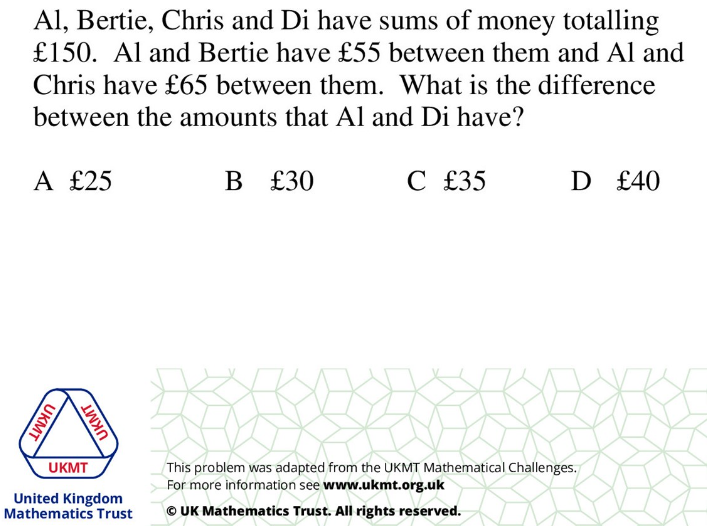 Al, Bertie, Chris and Di have sums of money totalling
£150.  Al and Bertie have £55 between them and Al and
Chris have £65 between them.  What is the difference
between the amounts that Al and Di have?
A £25 B £30 C £35 D £40
UKMT UKMT
UKMT
United Kingdom
Mathematics Trust
This problem was adapted from the UKMT Mathematical Challenges.
For more information see www.ukmt.org.uk
© UK Mathematics Trust. All rights reserved.